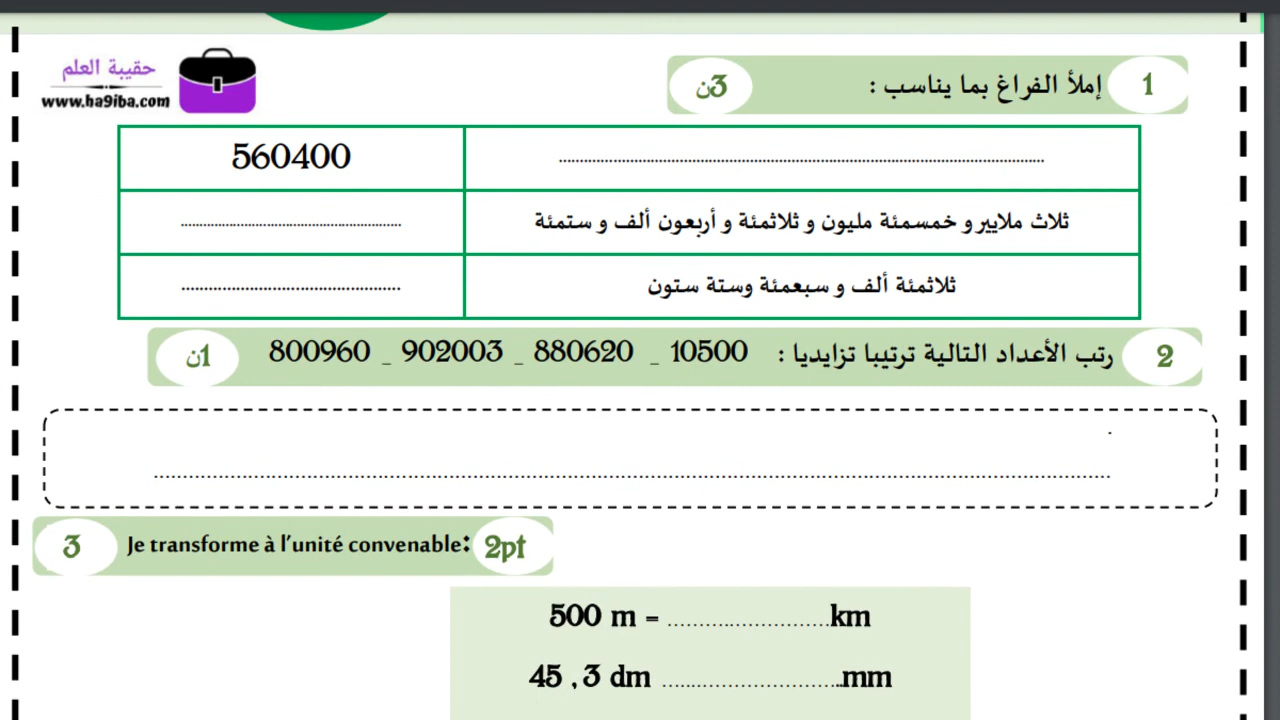 حقيبة العلم
www.ha9iba.com
1 إملأ الفراغ بما يناسب : 3ن
560400 ........................................
ثلاث ملايير و خمسمئة مليون و ثلاثمئة و أربعون ألف و ستمئة ........................................
ثلاثمئة ألف و سبعمئة وستة ستون ........................................
2 رتب الأعداد التالية ترتيبا تزايديا : 10500 _ 880620 _ 902003 _ 800960 1ن
.
........................................
3 Je transforme à l'unité convenable: 2pt
500 m = ..........................km
45 , 3 dm ..............................mm